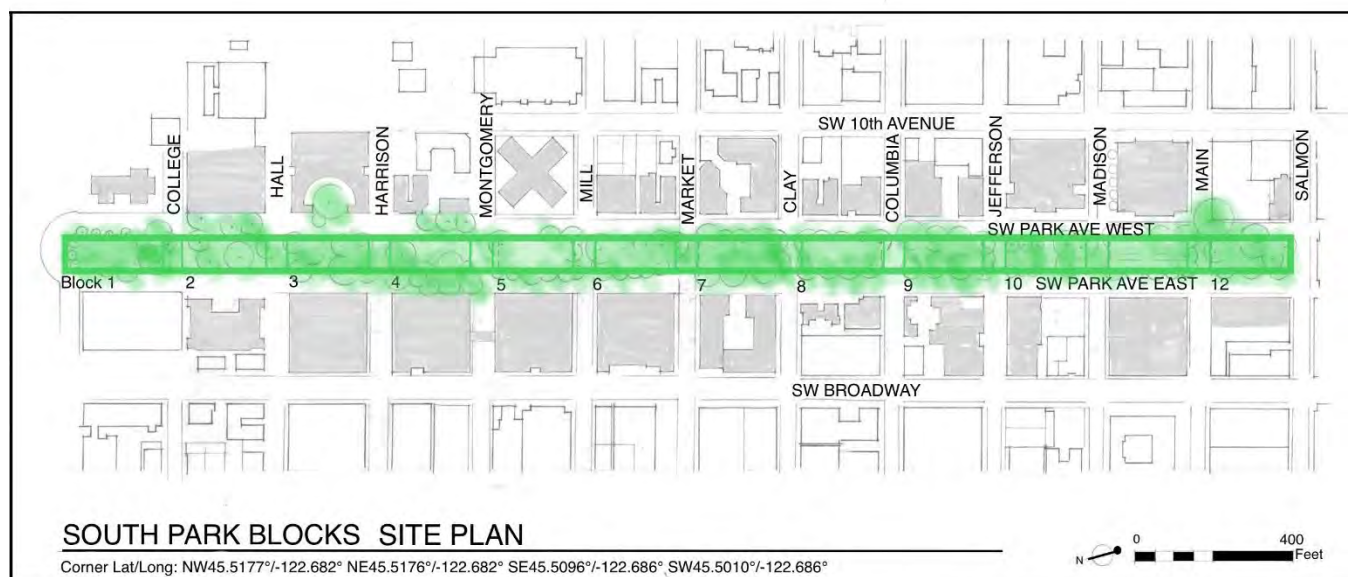 SW 10th AVENUE
COLLEGE
HALL
HARRISON
MONTGOMERY
MILL
MARKET
CLAY
COLUMBIA
JEFFERSON
MADISON
MAIN
SALMON
SW PARK AVE WEST
Block 1 2 3 4 5 6 7 8 9 10 SW PARK AVE EAST 12
SW BROADWAY
SOUTH PARK BLOCKS SITE PLAN
Corner Lat/Long: NW45.5177°/-122.682° NE45.5176°/-122.682° SE45.5096°/-122.686° SW45.5010°/-122.686°
N
0 400
Feet